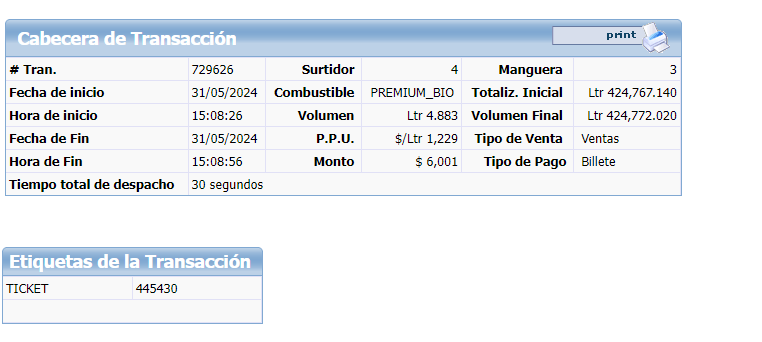 Cabecera de Transacción
print
# Tran. 729626 Surtidor 4 Manguera 3
Fecha de inicio 31/05/2024 Combustible PREMIUM_BIO Totaliz. Inicial Ltr 424,767.140
Hora de inicio 15:08:26 Volumen Ltr 4.883 Volumen Final Ltr 424,772.020
Fecha de Fin 31/05/2024 P.P.U. $/Ltr 1,229 Tipo de Venta Ventas
Hora de Fin 15:08:56 Monto $ 6,001 Tipo de Pago Billete
Tiempo total de despacho 30 segundos
Etiquetas de la Transacción
TICKET 445430